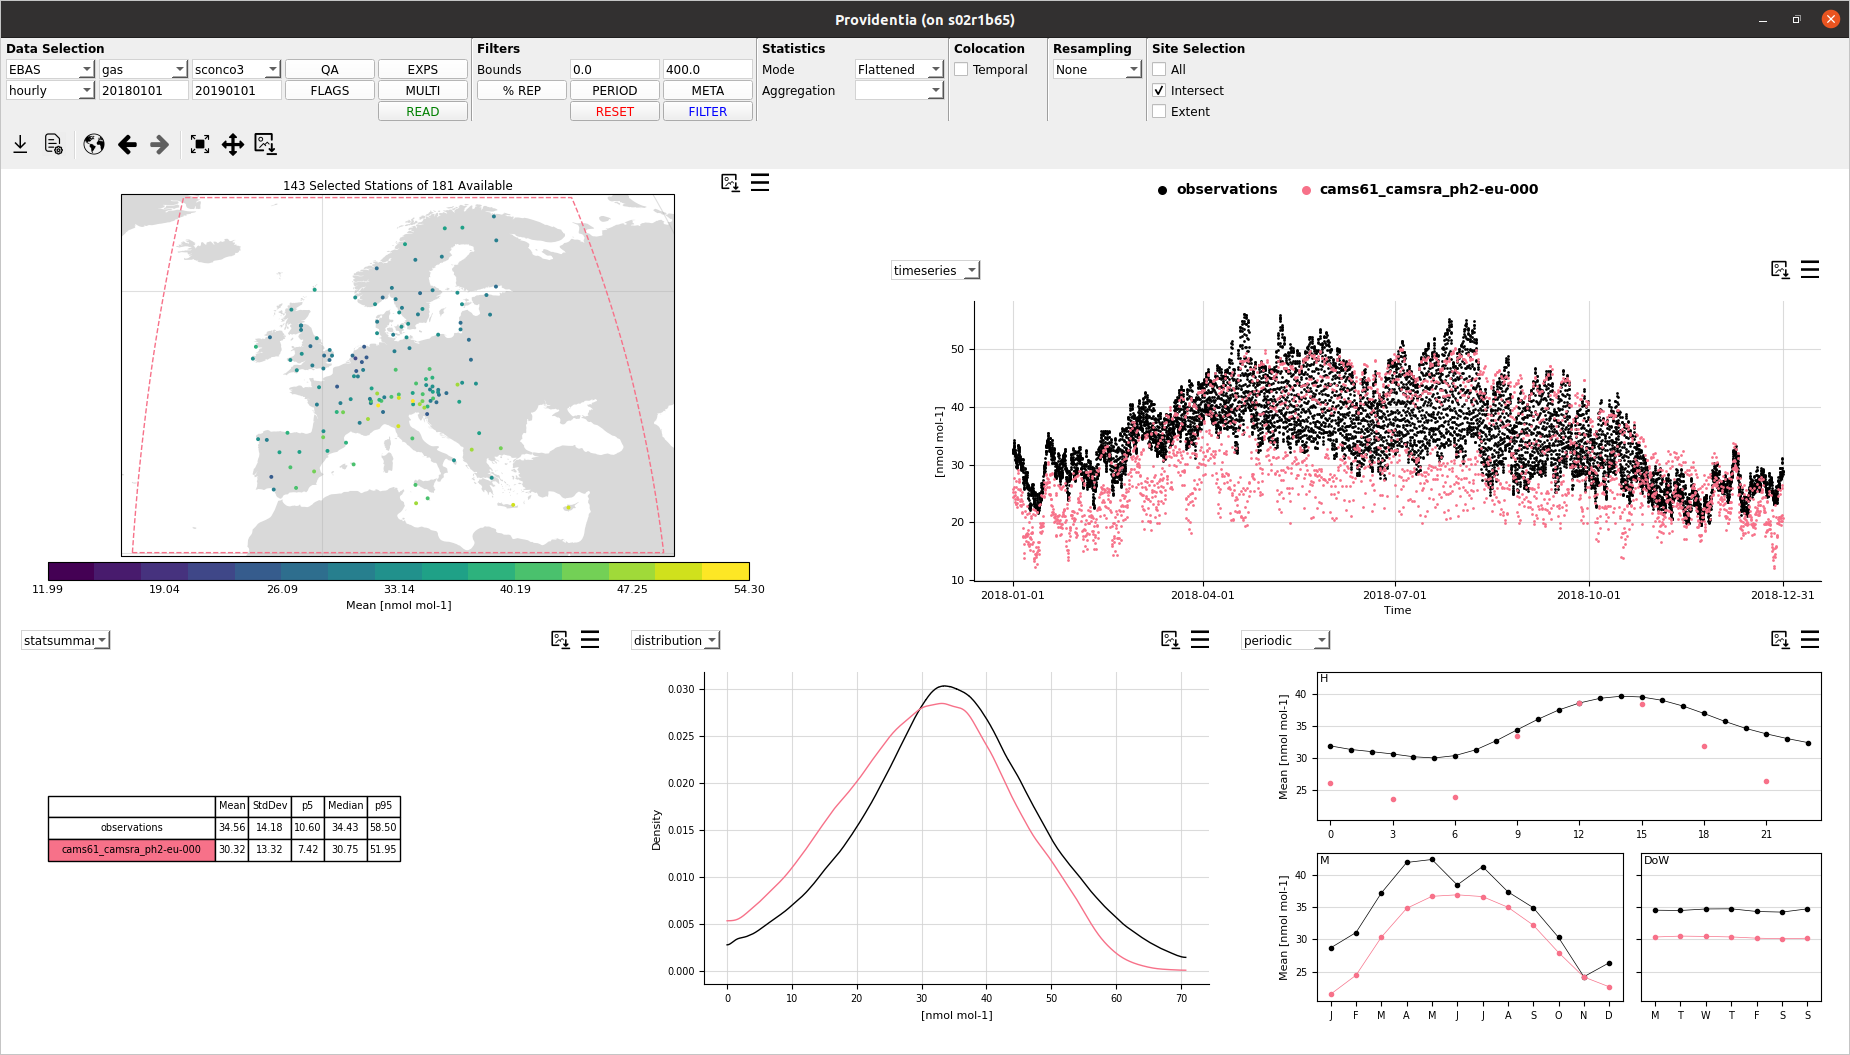 Providentia (on s02r1b65)
Data Selection
Filters
Statistics
Colocation
Resampling
Site Selection
EBAS gas sconco3 QA EXPS
Bounds 0.0 400.0
Mode Flattened
Temporal
None
All
hourly 20180101 20190101 FLAGS MULTI
% REP PERIOD META
Aggregation
Intersect
READ
RESET FILTER
Extent
143 Selected Stations of 181 Available
11.99 19.04 26.09 33.14 40.19 47.25 54.30
Mean [nmol mol-1]
observations cams61_camsra_ph2-eu-000
timeseries
[nmol mol-1]
50
40
30
20
10
2018-01-01 2018-04-01 2018-07-01 2018-10-01 2018-12-31
Time
statsummar
Mean StdDev p5 Median p95
observations 34.56 14.18 10.60 34.43 58.50
cams61_camsra_ph2-eu-000 30.32 13.32 7.42 30.75 51.95
distribution
Density
0.030
0.025
0.020
0.015
0.010
0.005
0.000
0 10 20 30 40 50 60 70
[nmol mol-1]
periodic
H
Mean [nmol mol-1]
40
35
30
25
0 3 6 9 12 15 18 21
M
Mean [nmol mol-1]
40
35
30
25
J F M A M J J A S O N D
DoW
M T W T F S S